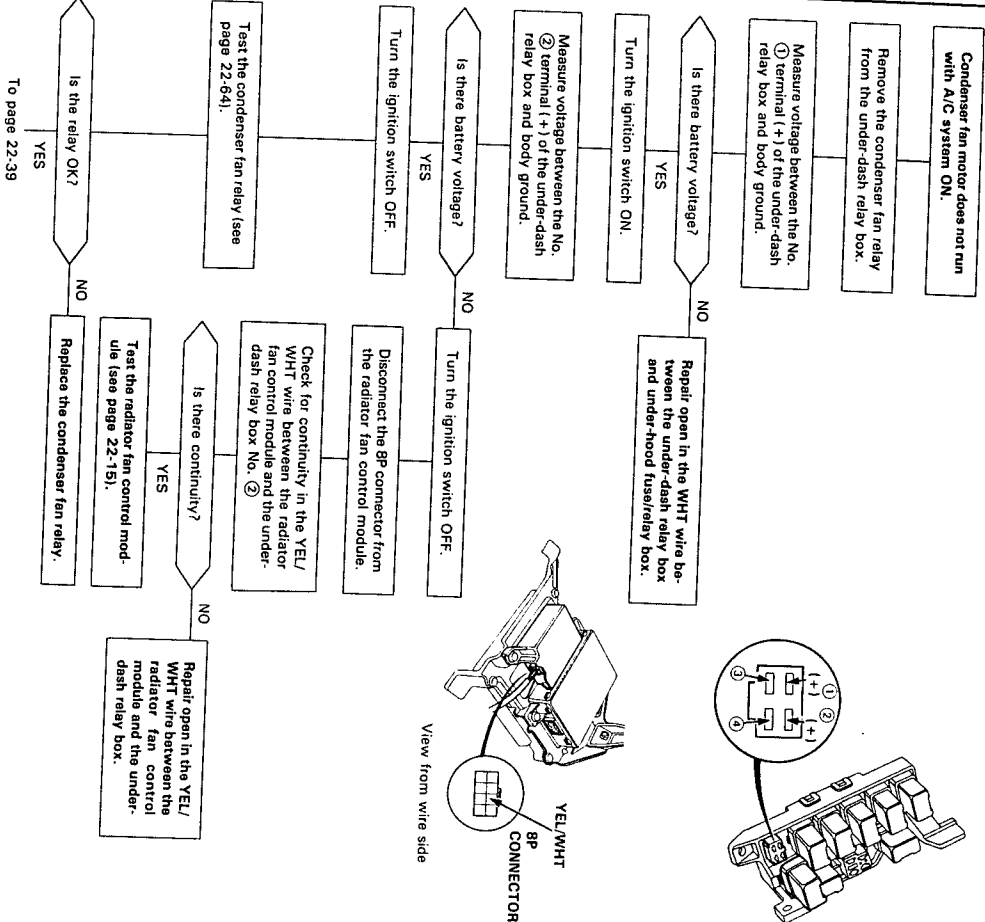 Condenser fan motor does not run
with A/C system ON.
Remove the condenser fan relay
from the under-dash relay box.
Measure voltage between the No.
① terminal (+) of the under-dash
relay box and body ground.
Is there battery voltage?
NO
Repair open in the WHT wire be-
tween the under-dash relay box
and under-hood fuse/relay box.
YES
Turn the ignition switch ON.
Measure voltage between the No.
② terminal (+) of the under-dash
relay box and body ground.
Is there battery voltage?
NO
Turn the ignition switch OFF.
Disconnect the 8P connector from
the radiator fan control module.
Check for continuity in the YEL/
WHT wire between the radiator
fan control module and the under-
dash relay box No. ②
Is there continuity?
NO
Repair open in the YEL/
WHT wire between the
radiator fan control
module and the under-
dash relay box.
YES
Test the radiator fan control mod-
ule (see page 22-15).
YES
Turn the ignition switch OFF.
Test the condenser fan relay (see
page 22-64).
Is the relay OK?
NO
Replace the condenser fan relay.
YES
To page 22-39
① ②
(+) (+)
③ ④
YEL/WHT
8P
CONNECTOR
View from wire side